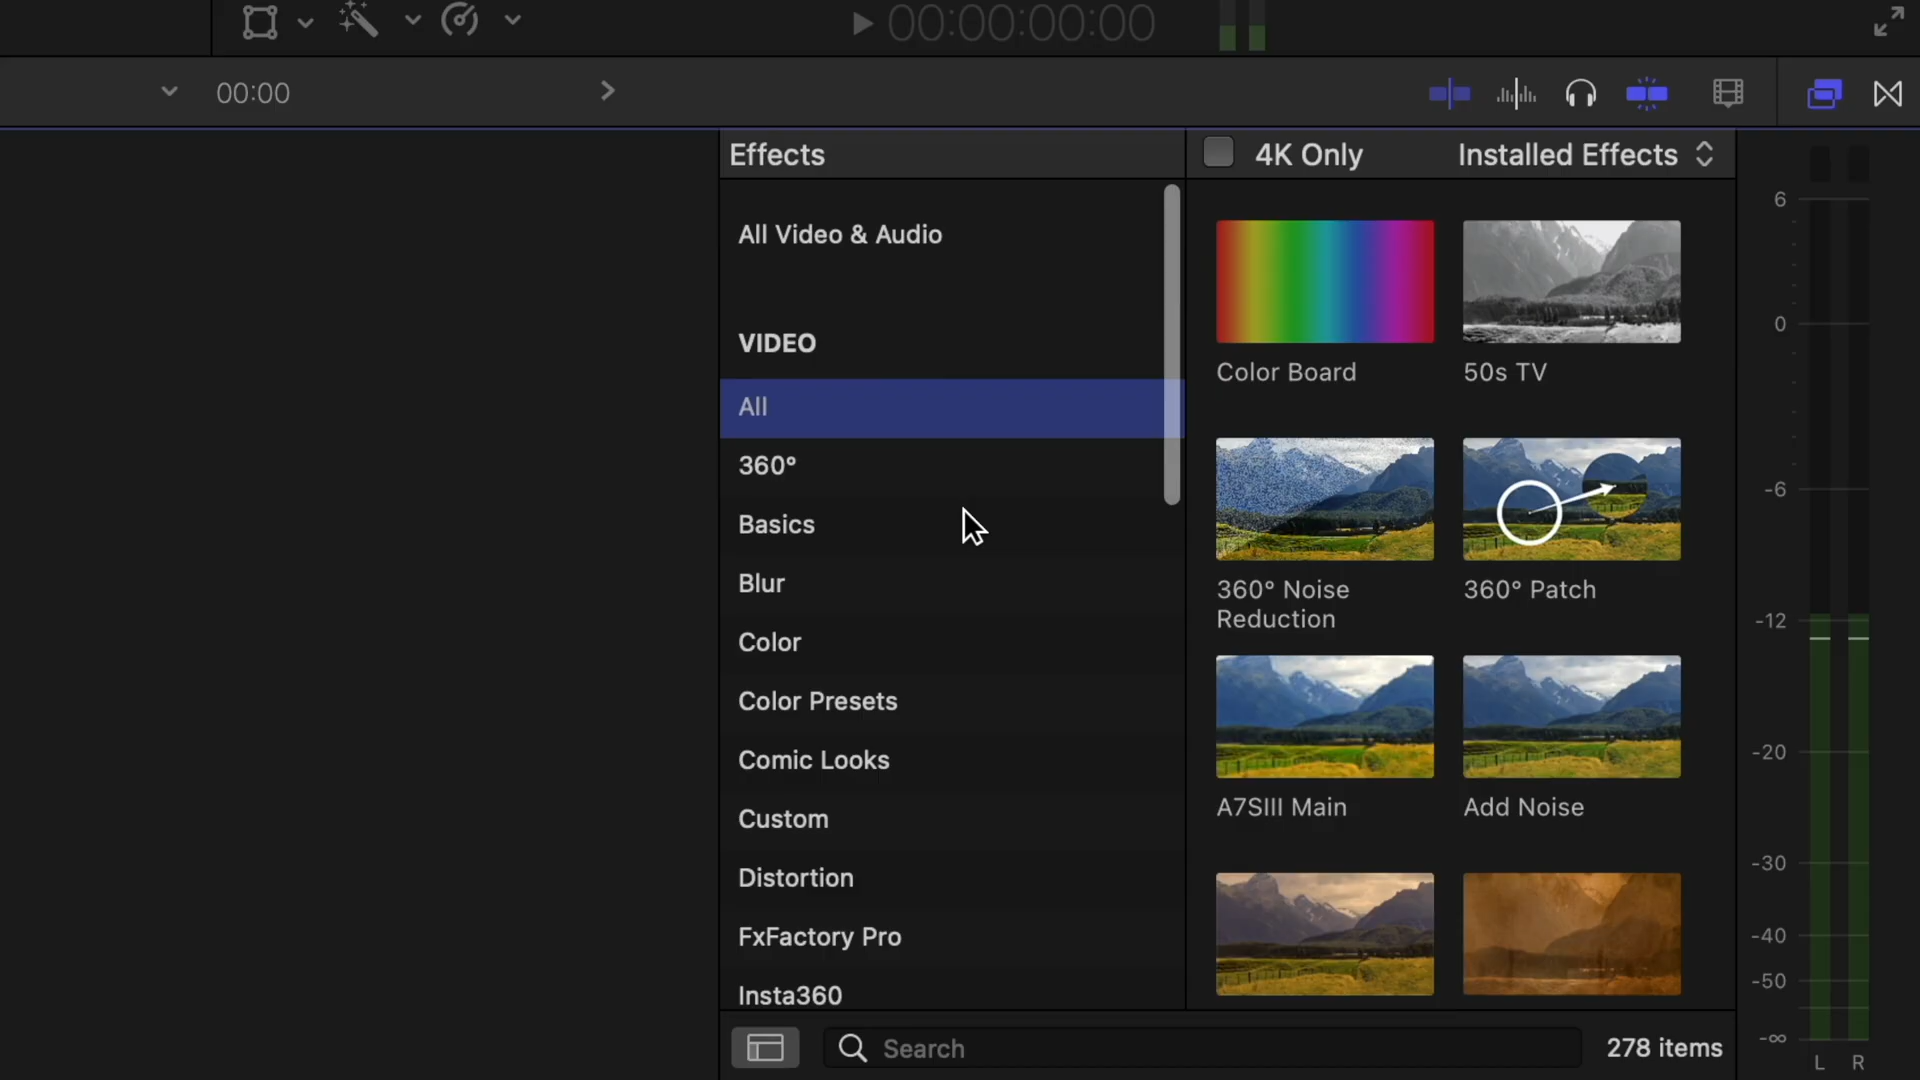 00:00:00:00
00:00
Effects
4K Only
Installed Effects
All Video & Audio
VIDEO
All
360°
Basics
Blur
Color
Color Presets
Comic Looks
Custom
Distortion
FxFactory Pro
Insta360
Color Board
50s TV
360° Noise
Reduction
360° Patch
A7SIII Main
Add Noise
Search
278 items
6
0
-6
-12
-20
-30
-40
-50
-∞
L R